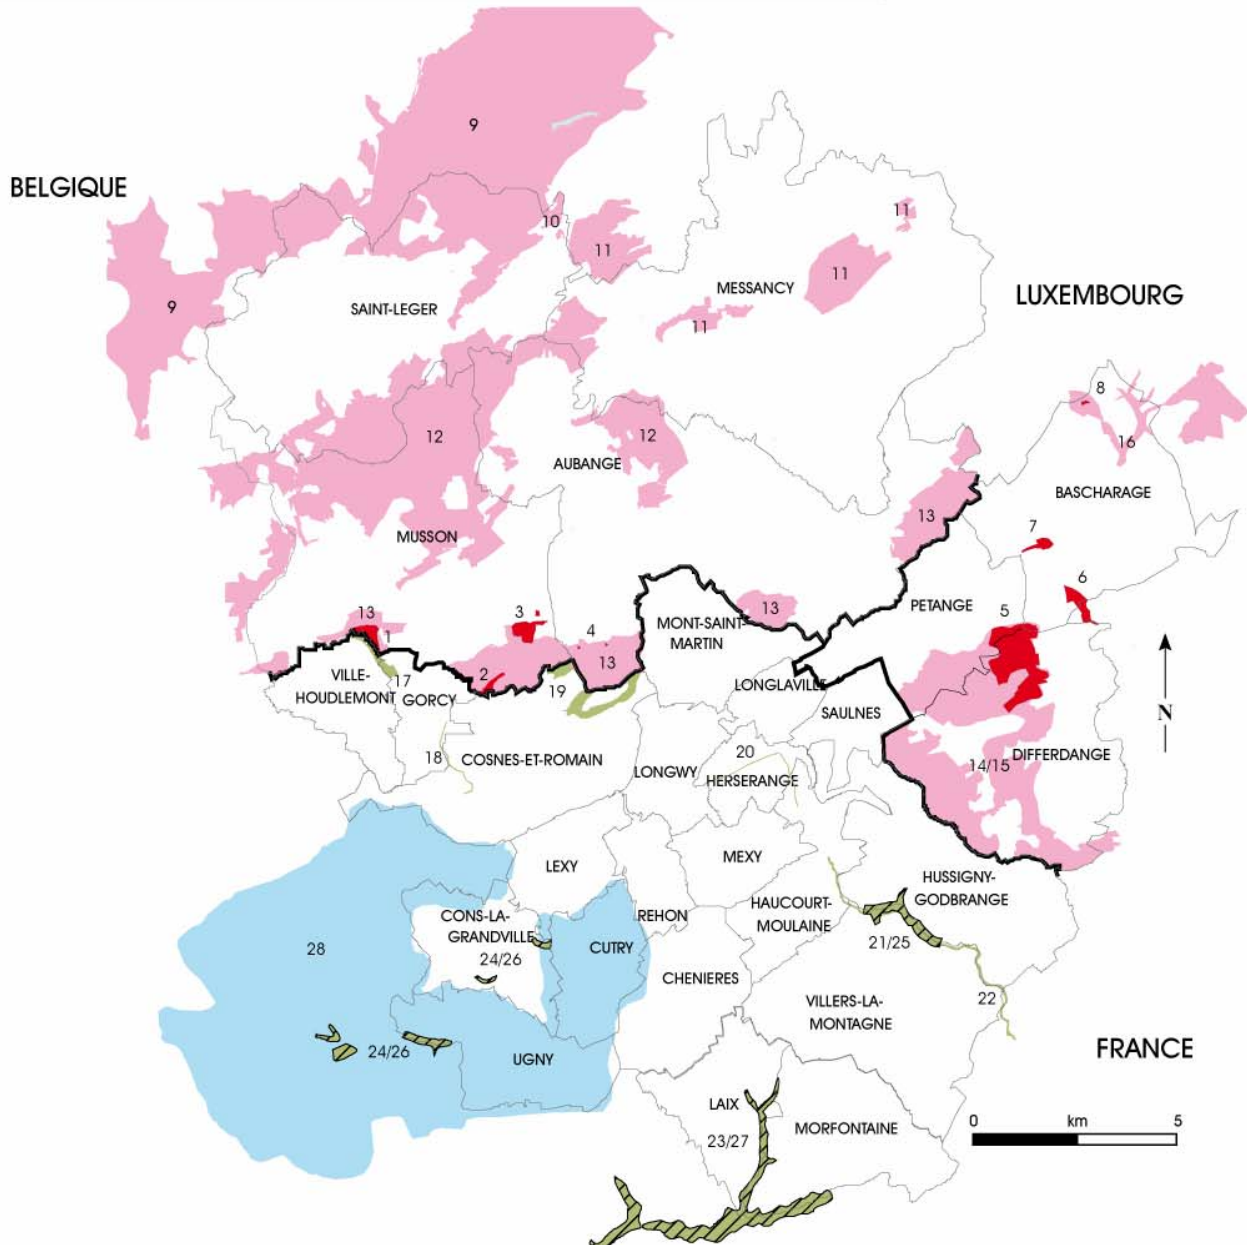 9
BELGIQUE
10
11
11
11
MESSANCY
LUXEMBOURG
9
SAINT-LEGER
11
8
12
12
16
AUBANGE
BASCHARAGE
13
MUSSON
7
6
PETANGE
13
3
13
5
1
4
MONT-SAINT-
MARTIN
13
VILLE-
HOUDLEMONT
17
GORCY
2
19
LONGLAVILLE
SAULNES
N
18
COSNES-ET-ROMAIN
LONGWY
20
HERSERANGE
14/15
DIFFERDANGE
LEXY
MEXY
HUSSIGNY-
GODBRANGE
CONS-LA-
GRANDVILLE
REHON
HAUCOURT-
MOULAINE
28
24/26
CUTRY
21/25
CHENIERES
VILLERS-LA-
MONTAGNE
22
24/26
UGNY
FRANCE
LAIX
23/27
MORFONTAINE
0 km 5